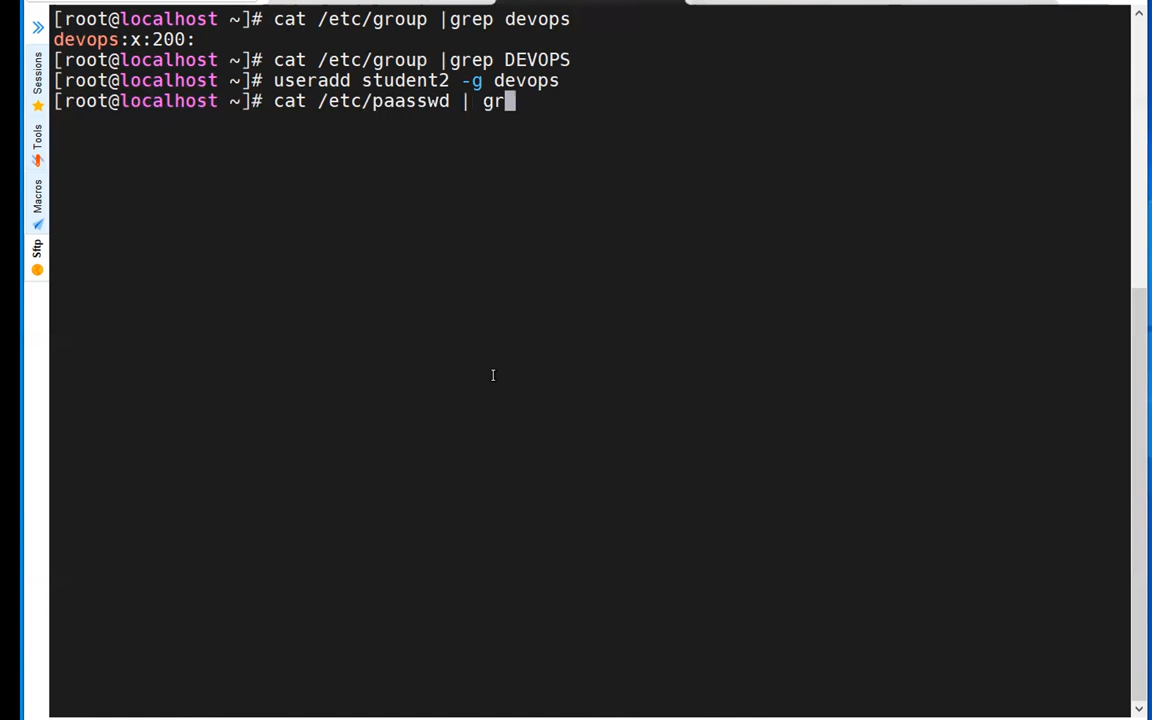 [root@localhost ~]# cat /etc/group |grep devops
devops:x:200:
[root@localhost ~]# cat /etc/group |grep DEVOPS
[root@localhost ~]# useradd student2 -g devops
[root@localhost ~]# cat /etc/paasswd | gr
Sessions
Tools
Macros
Sftp